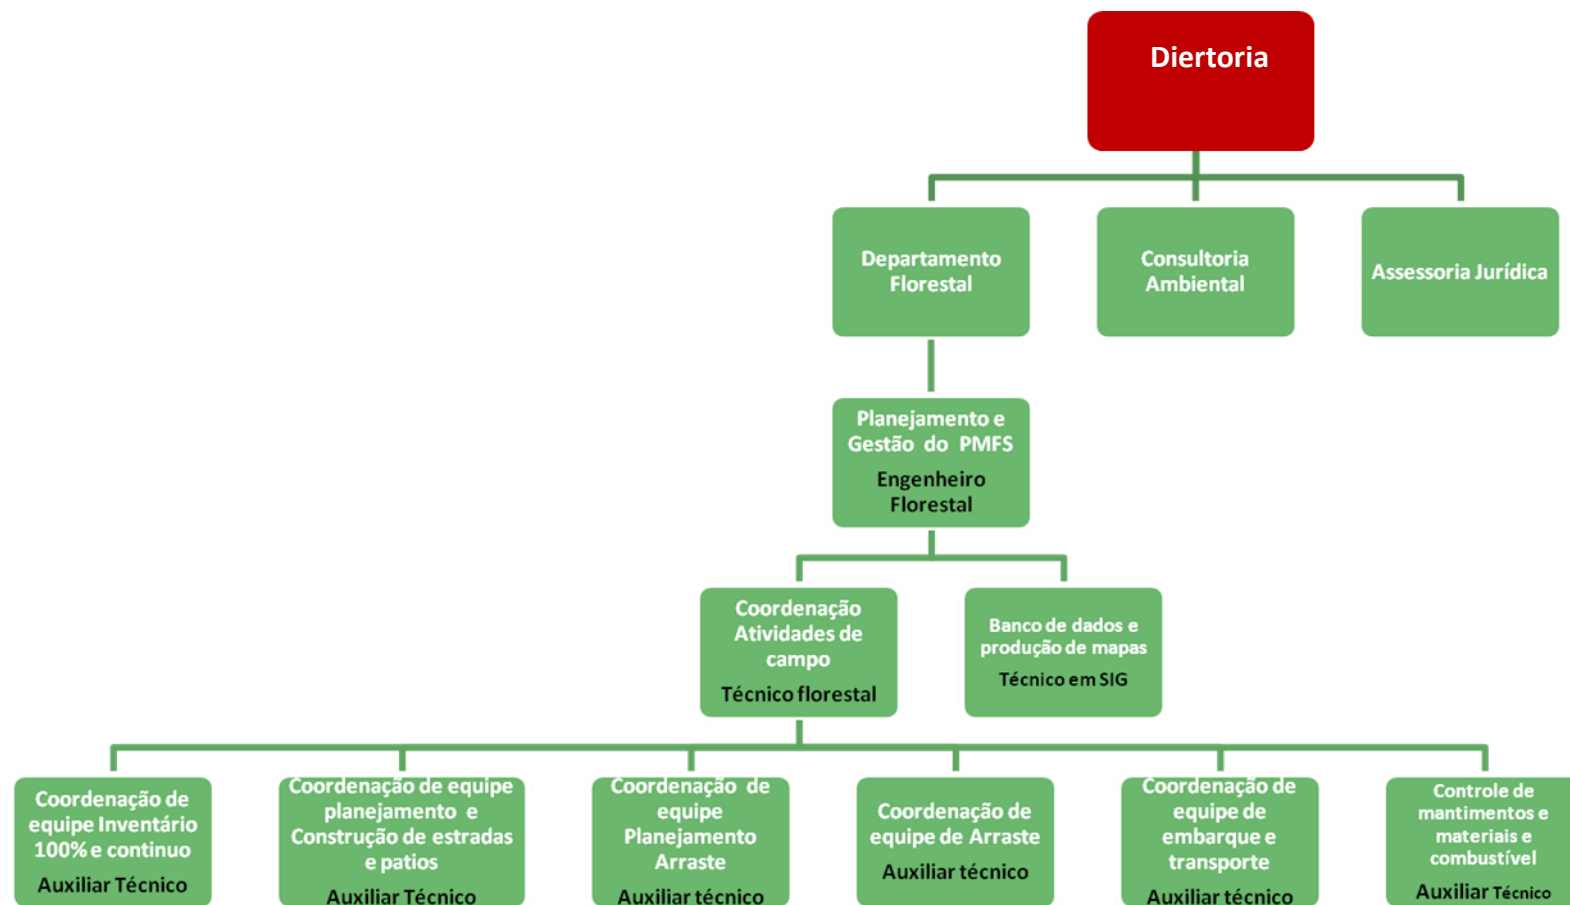 Diertoria
Departamento
Florestal
Consultoria
Ambiental
Assessoria Jurídica
Planejamento e
Gestão do PMFS
Engenheiro
Florestal
Coordenação
Atividades de
campo
Técnico florestal
Banco de dados e
produção de mapas
Técnico em SIG
Coordenação de
equipe Inventário
100% e continuo
Auxiliar Técnico
Coordenação de equipe
planejamento e
Construção de estradas
e patios
Auxiliar Técnico
Coordenação de
equipe
Planejamento
Arraste
Auxiliar técnico
Coordenação de
equipe de Arraste
Auxiliar técnico
Coordenação de
equipe de
embarque e
transporte
Auxiliar técnico
Controle de
mantimentos e
materiais e
combustível
Auxiliar Técnico